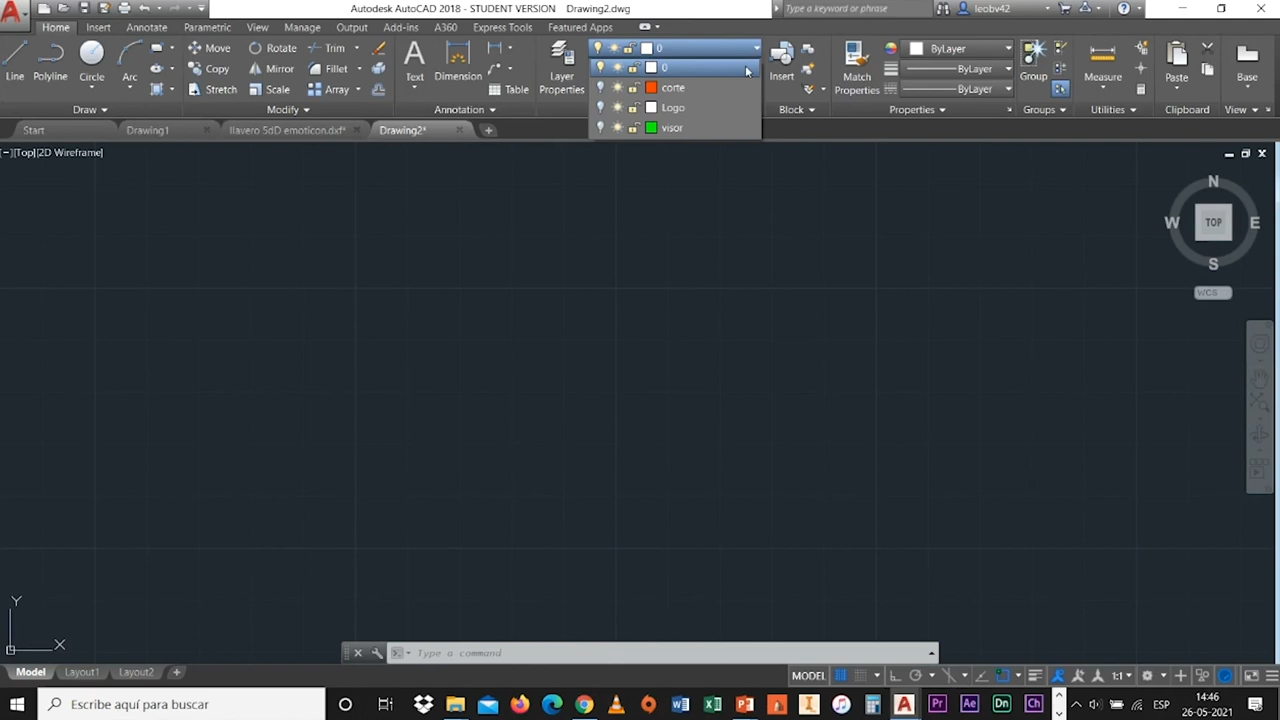 Autodesk AutoCAD 2018 - STUDENT VERSION Drawing2.dwg
Type a keyword or phrase
leobv42
Home Insert Annotate Parametric View Manage Output Add-ins A360 Express Tools Featured Apps
Line
Polyline
Circle
Arc
Move
Copy
Stretch
Rotate
Mirror
Scale
Trim
Fillet
Array
Text
Dimension
Table
Layer
Properties
0
0
corte
Logo
visor
Insert
Match
Properties
ByLayer
ByLayer
ByLayer
Group
Measure
Paste
Base
Draw Modify Annotation Block Properties Groups Utilities Clipboard View
Start Drawing1 llavero 5dD emoticon.dxf* Drawing2*
[−][Top][2D Wireframe]
N
W TOP E
S
WCS
Y
X
Type a command
Model Layout1 Layout2
MODEL 1:1
Escribe aquí para buscar
Pr Ae Dn Ch
ESP
14:46
26-05-2021